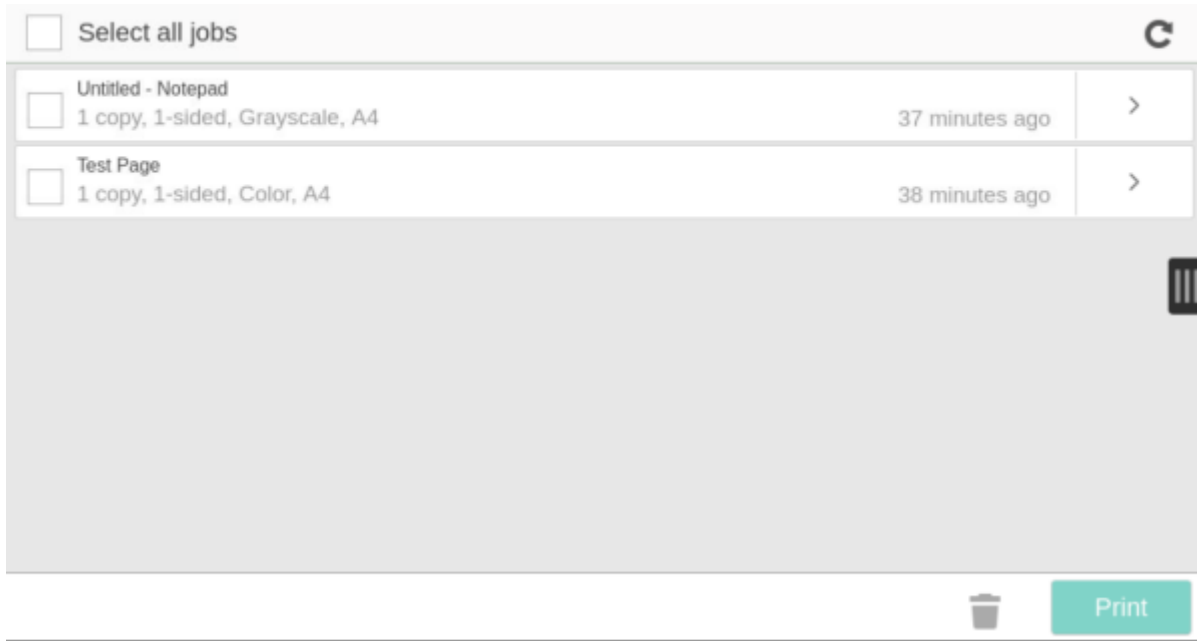 Select all jobs
Untitled - Notepad
1 copy, 1-sided, Grayscale, A4
37 minutes ago
Test Page
1 copy, 1-sided, Color, A4
38 minutes ago
Print